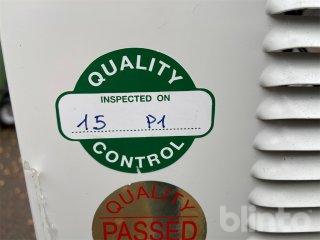 QUALITY
INSPECTED ON
15 P1
CONTROL
QUALITY
PASSED
blinto